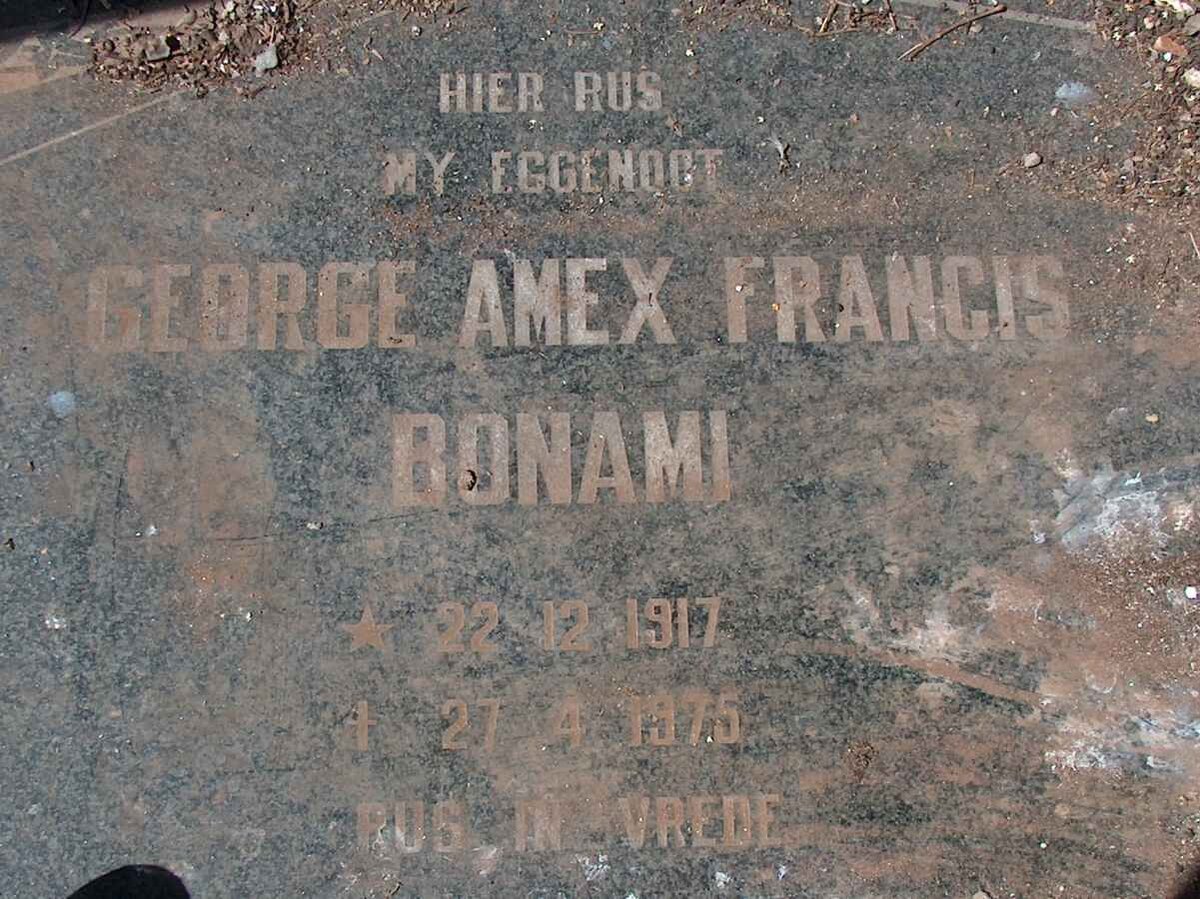 HIER RUS
MY EGGENOOT
GEORGE AMEX FRANCIS
BONAMI
★ 22 12 1917
† 27 4 1975
RUS IN VREDE